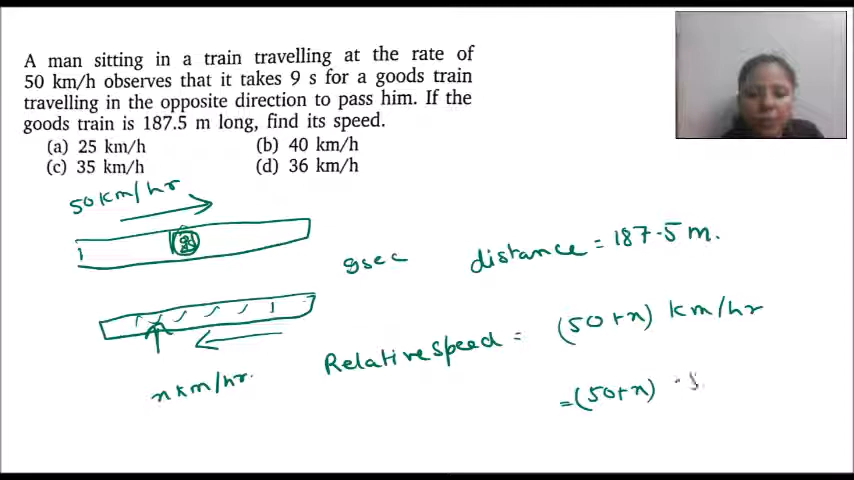 A man sitting in a train travelling at the rate of
50 km/h observes that it takes 9 s for a goods train
travelling in the opposite direction to pass him. If the
goods train is 187.5 m long, find its speed.
(a) 25 km/h (b) 40 km/h
(c) 35 km/h (d) 36 km/h
50 km/hr
9sec distance = 187.5 m.
Relative speed = (50+x) km/hr
x km/hr.
= (50+x)